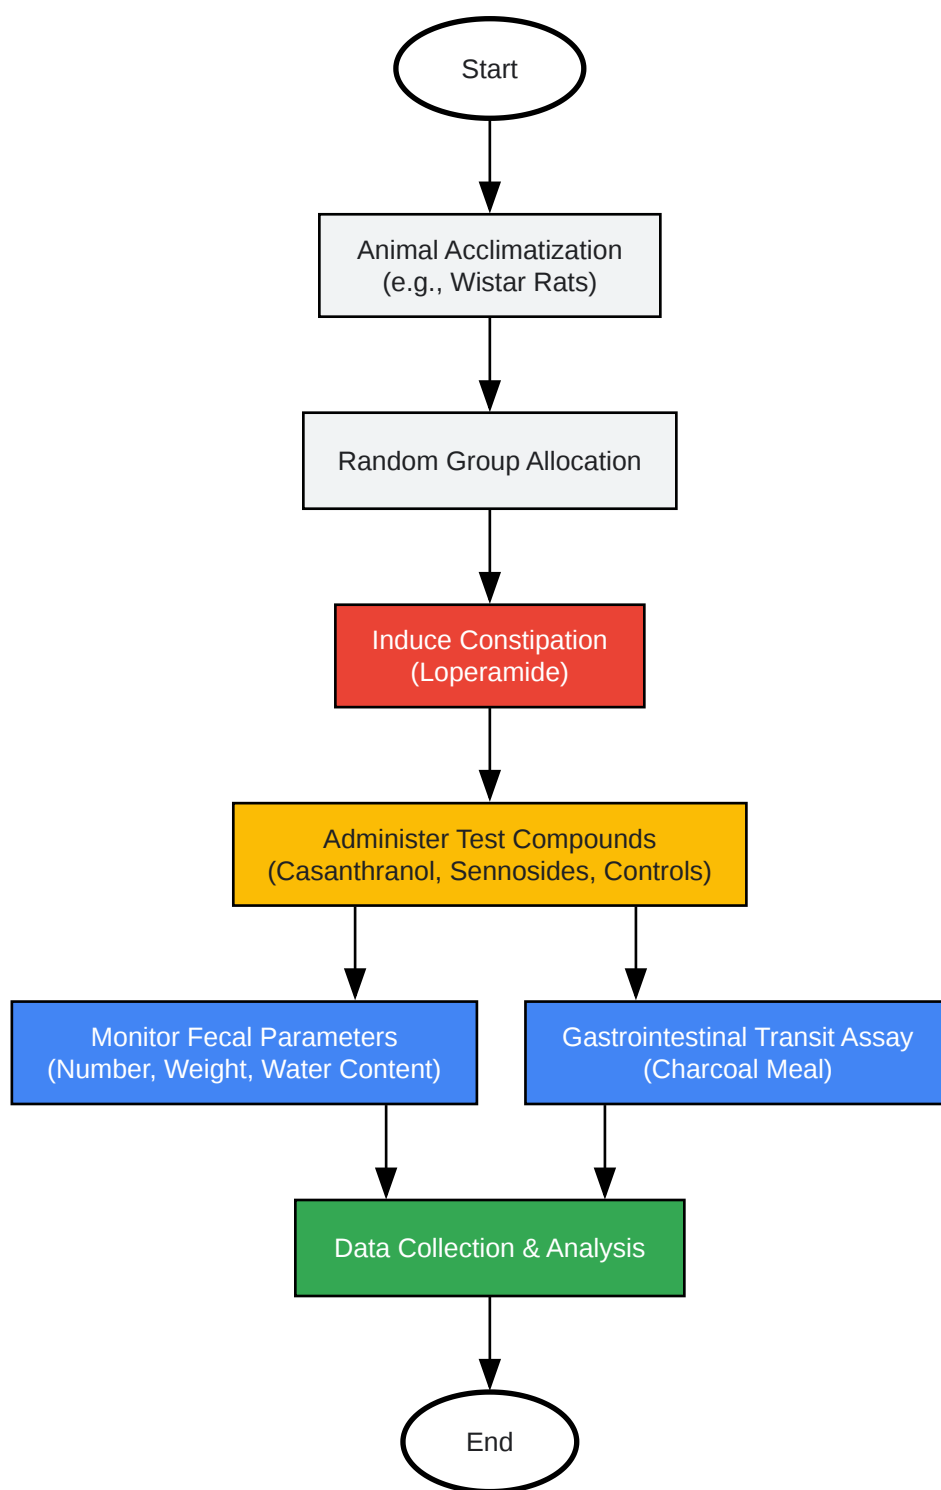 Start
Animal Acclimatization
(e.g., Wistar Rats)
Random Group Allocation
Induce Constipation
(Loperamide)
Administer Test Compounds
(Casanthranol, Sennosides, Controls)
Monitor Fecal Parameters
(Number, Weight, Water Content)
Gastrointestinal Transit Assay
(Charcoal Meal)
Data Collection & Analysis
End